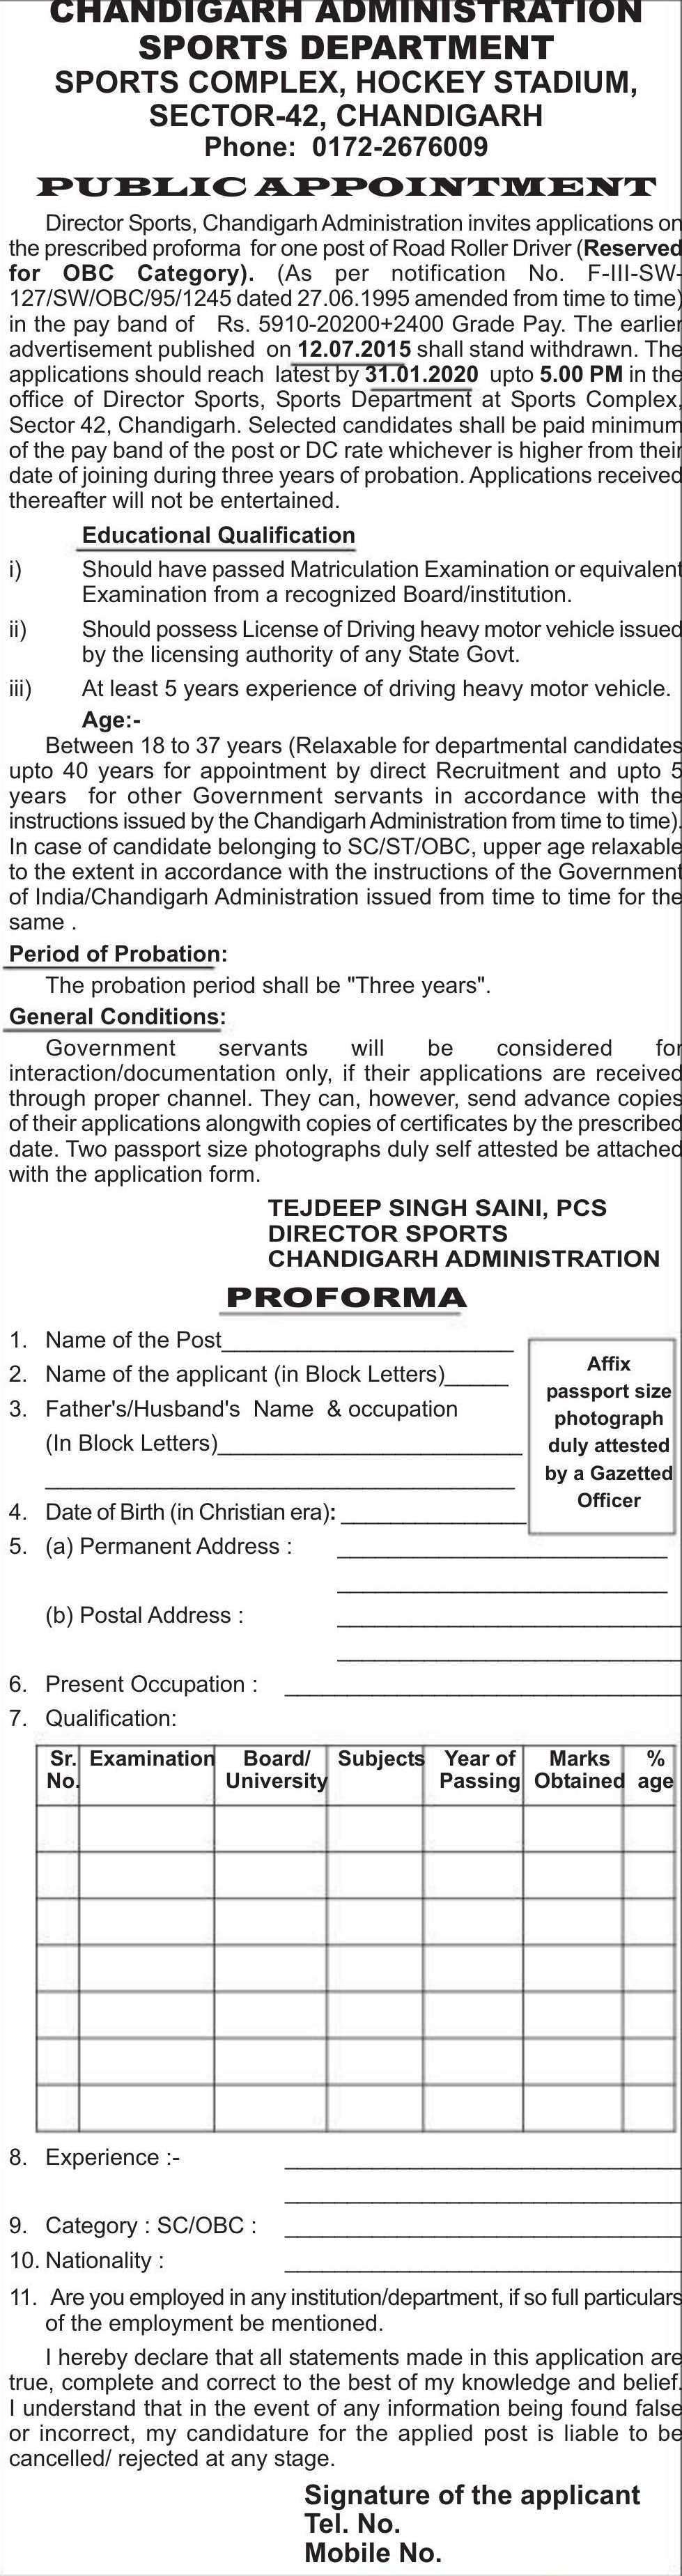 CHANDIGARH ADMINISTRATION
SPORTS DEPARTMENT
SPORTS COMPLEX, HOCKEY STADIUM,
SECTOR-42, CHANDIGARH
Phone: 0172-2676009
PUBLIC APPOINTMENT
Director Sports, Chandigarh Administration invites applications on
the prescribed proforma for one post of Road Roller Driver (Reserved
for OBC Category). (As per notification No. F-III-SW-
127/SW/OBC/95/1245 dated 27.06.1995 amended from time to time)
in the pay band of Rs. 5910-20200+2400 Grade Pay. The earlier
advertisement published on 12.07.2015 shall stand withdrawn. The
applications should reach latest by 31.01.2020 upto 5.00 PM in the
office of Director Sports, Sports Department at Sports Complex,
Sector 42, Chandigarh. Selected candidates shall be paid minimum
of the pay band of the post or DC rate whichever is higher from their
date of joining during three years of probation. Applications received
thereafter will not be entertained.
Educational Qualification
i) Should have passed Matriculation Examination or equivalent
Examination from a recognized Board/institution.
ii) Should possess License of Driving heavy motor vehicle issued
by the licensing authority of any State Govt.
iii) At least 5 years experience of driving heavy motor vehicle.
Age:-
Between 18 to 37 years (Relaxable for departmental candidates
upto 40 years for appointment by direct Recruitment and upto 5
years for other Government servants in accordance with the
instructions issued by the Chandigarh Administration from time to time).
In case of candidate belonging to SC/ST/OBC, upper age relaxable
to the extent in accordance with the instructions of the Government
of India/Chandigarh Administration issued from time to time for the
same .
Period of Probation:
The probation period shall be "Three years".
General Conditions:
Government servants will be considered for
interaction/documentation only, if their applications are received
through proper channel. They can, however, send advance copies
of their applications alongwith copies of certificates by the prescribed
date. Two passport size photographs duly self attested be attached
with the application form.
TEJDEEP SINGH SAINI, PCS
DIRECTOR SPORTS
CHANDIGARH ADMINISTRATION
PROFORMA
1. Name of the Post_______________________
2. Name of the applicant (in Block Letters)_____
3. Father's/Husband's Name & occupation
(In Block Letters)________________________
Affix
passport size
photograph
duly attested
by a Gazetted
Officer
4. Date of Birth (in Christian era): _______________
5. (a) Permanent Address : __________________________
(b) Postal Address : ___________________________
6. Present Occupation : _______________________________
7. Qualification:
Sr. Examination Board/ Subjects Year of Marks %
No. University Passing Obtained age
8. Experience :- _______________________________
9. Category : SC/OBC : _______________________________
10. Nationality : _______________________________
11. Are you employed in any institution/department, if so full particulars
of the employment be mentioned.
I hereby declare that all statements made in this application are
true, complete and correct to the best of my knowledge and belief.
I understand that in the event of any information being found false
or incorrect, my candidature for the applied post is liable to be
cancelled/ rejected at any stage.
Signature of the applicant
Tel. No.
Mobile No.